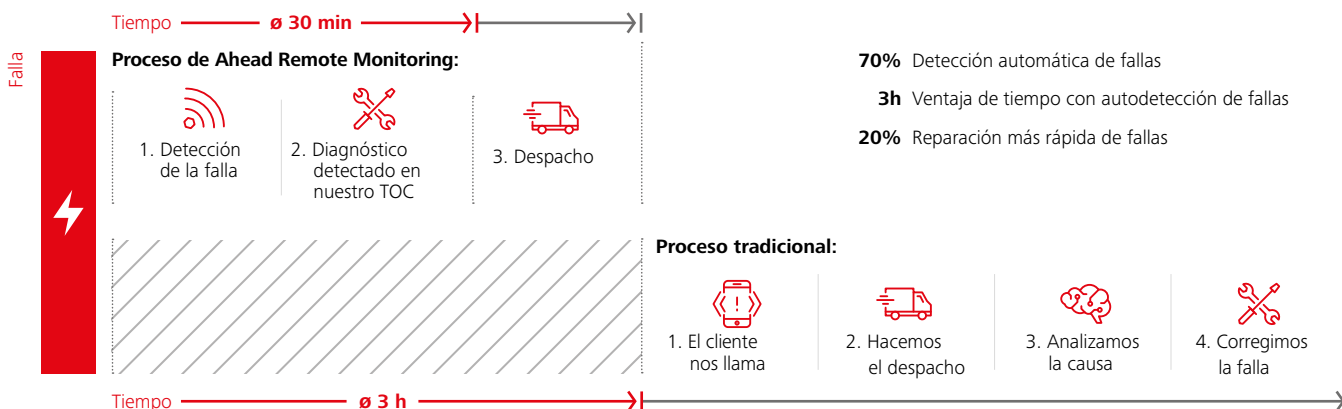 Tiempo ø 30 min
Falla
Proceso de Ahead Remote Monitoring:
1. Detección
de la falla
2. Diagnóstico
detectado en
nuestro TOC
3. Despacho
70% Detección automática de fallas
3h Ventaja de tiempo con autodetección de fallas
20% Reparación más rápida de fallas
Proceso tradicional:
1. El cliente
nos llama
2. Hacemos
el despacho
3. Analizamos
la causa
4. Corregimos
la falla
Tiempo ø 3 h